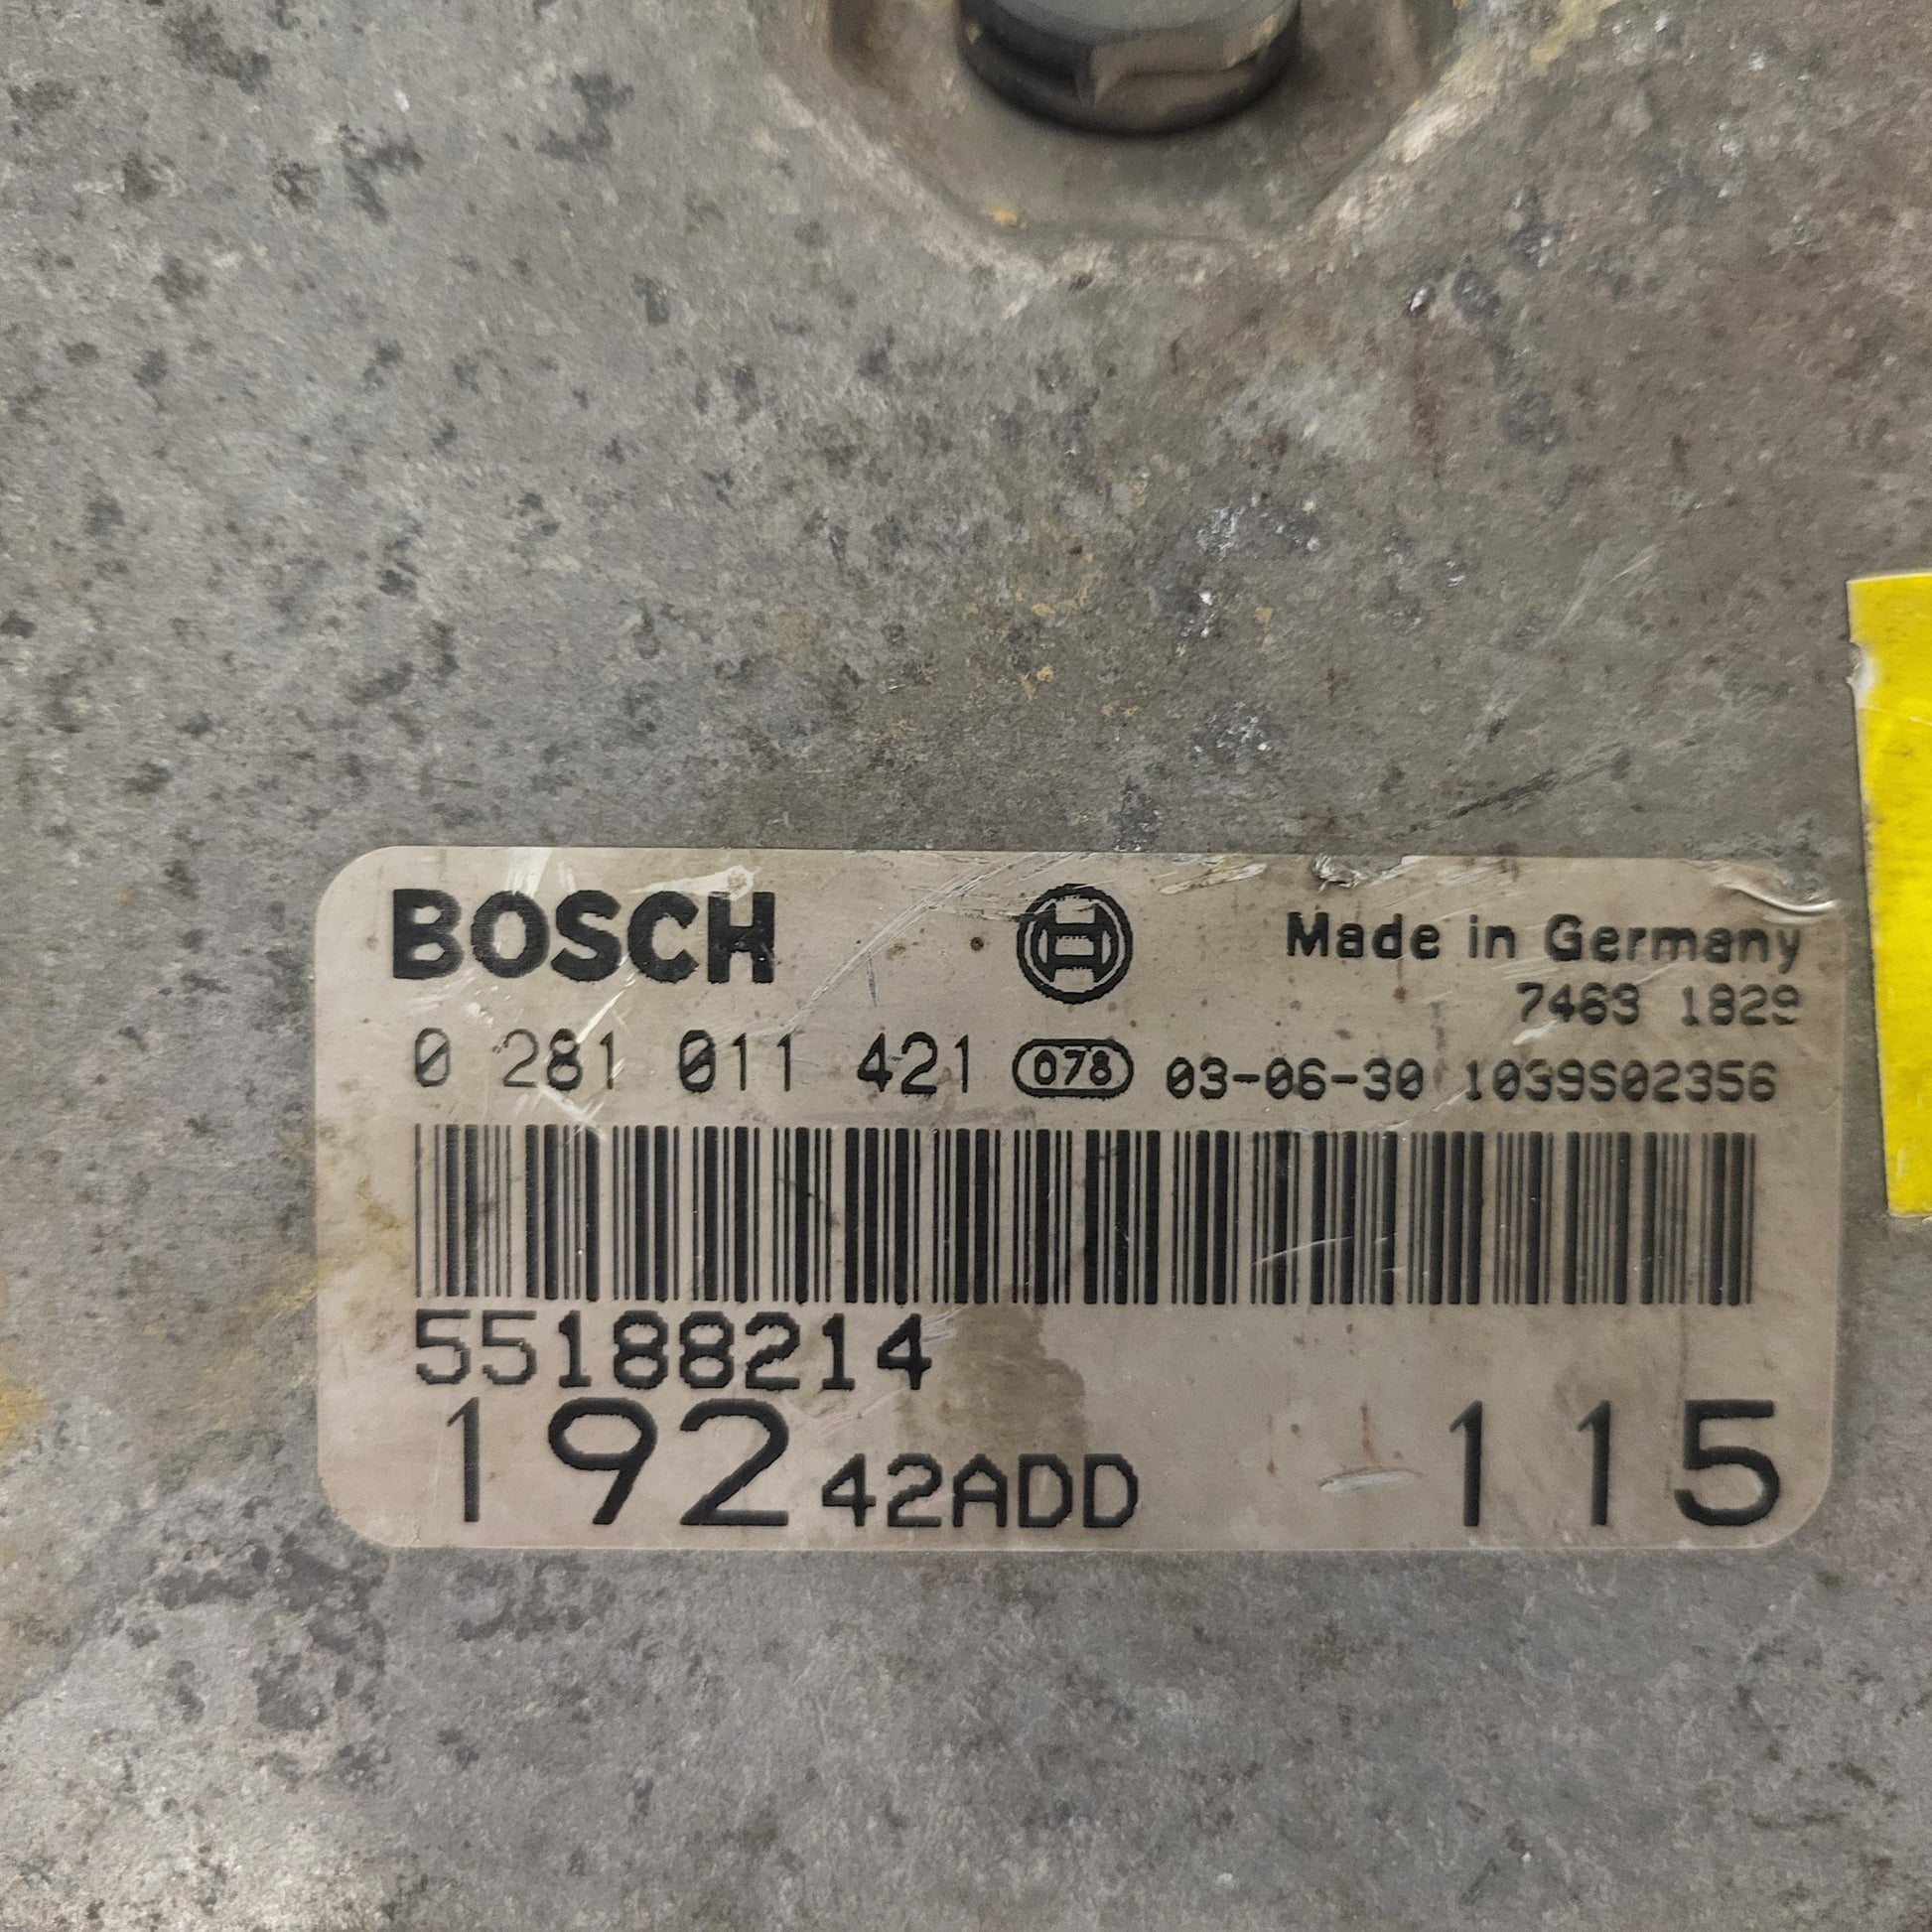 BOSCH
Made in Germany
7463 1829
0 281 011 421 078 03-06-30 1039S02356
55188214
192 42ADD 115